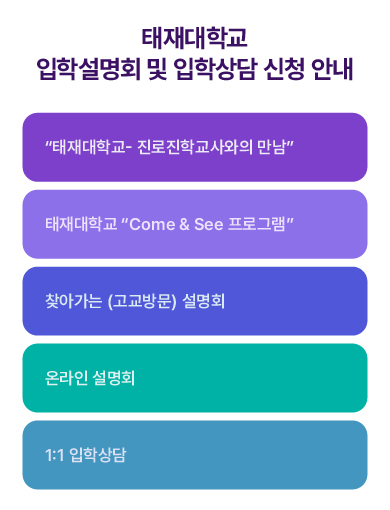 태재대학교
입학설명회 및 입학상담 신청 안내
“태재대학교- 진로진학교사와의 만남”
태재대학교 “Come & See 프로그램”
찾아가는 (고교방문) 설명회
온라인 설명회
1:1 입학상담